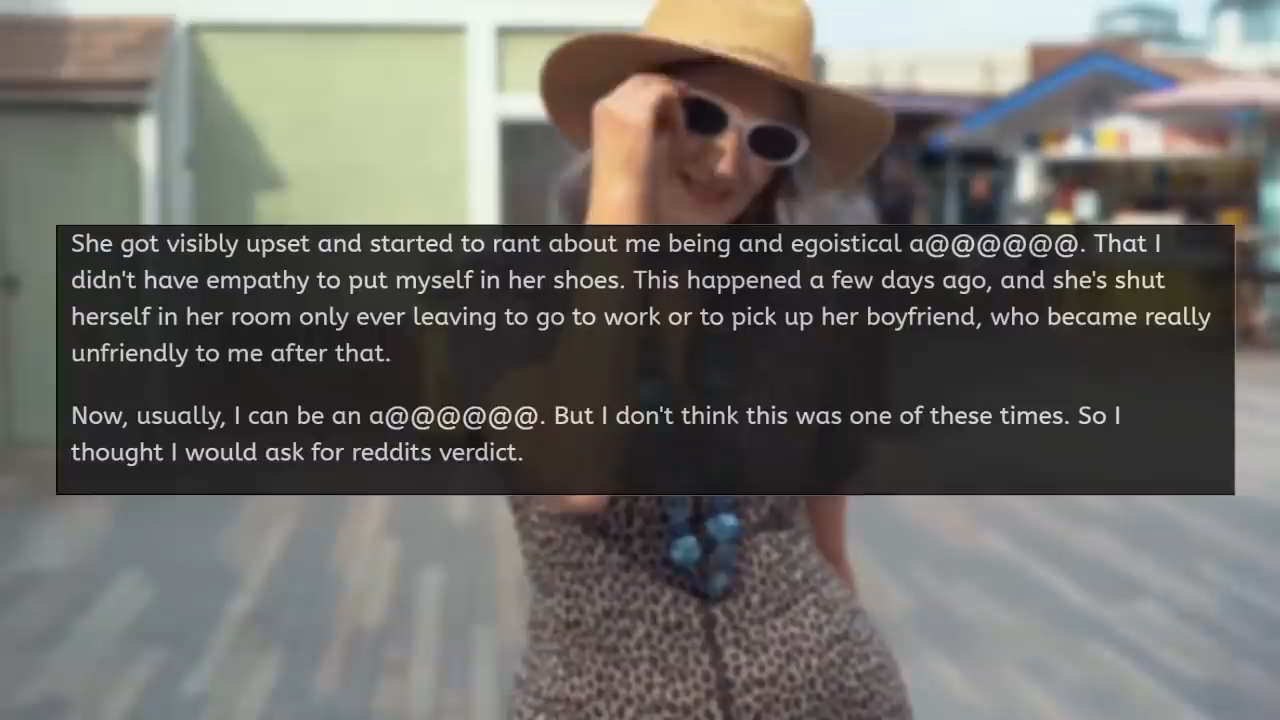 She got visibly upset and started to rant about me being and egoistical a@@@@@@. That I
didn't have empathy to put myself in her shoes. This happened a few days ago, and she's shut
herself in her room only ever leaving to go to work or to pick up her boyfriend, who became really
unfriendly to me after that.
Now, usually, I can be an a@@@@@@. But I don't think this was one of these times. So I
thought I would ask for reddits verdict.